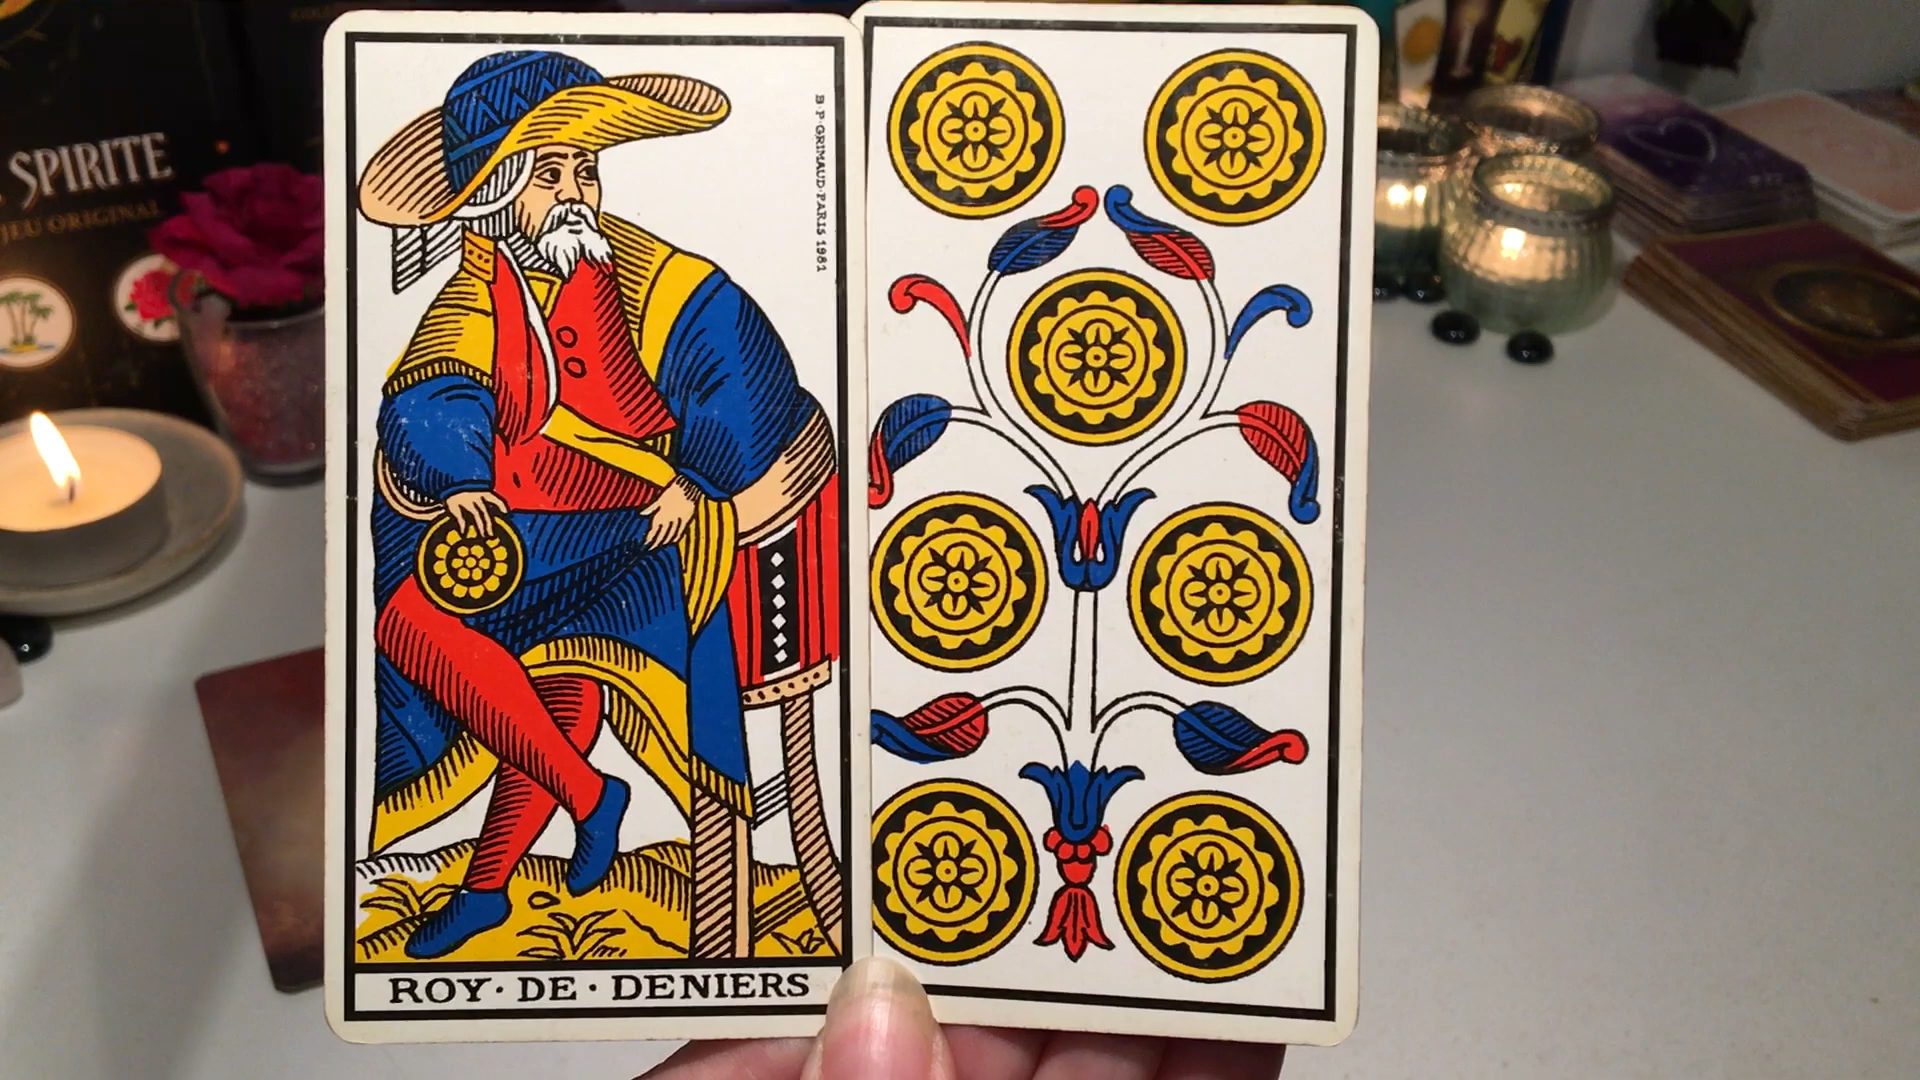 SPIRITE
JEU ORIGINAL
B·P·GRIMAUD·PARIS 1981
ROY·DE·DENIERS